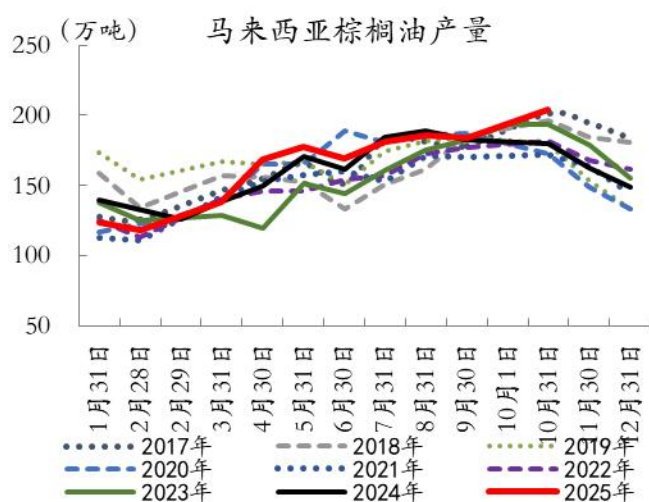 (万吨) 马来西亚棕榈油产量
250
200
150
100
50
1月31日
2月28日
2月29日
3月31日
4月30日
5月31日
6月30日
7月31日
8月31日
9月30日
10月1日
10月31日
11月30日
12月31日
2017年 2018年 2019年
2020年 2021年 2022年
2023年 2024年 2025年